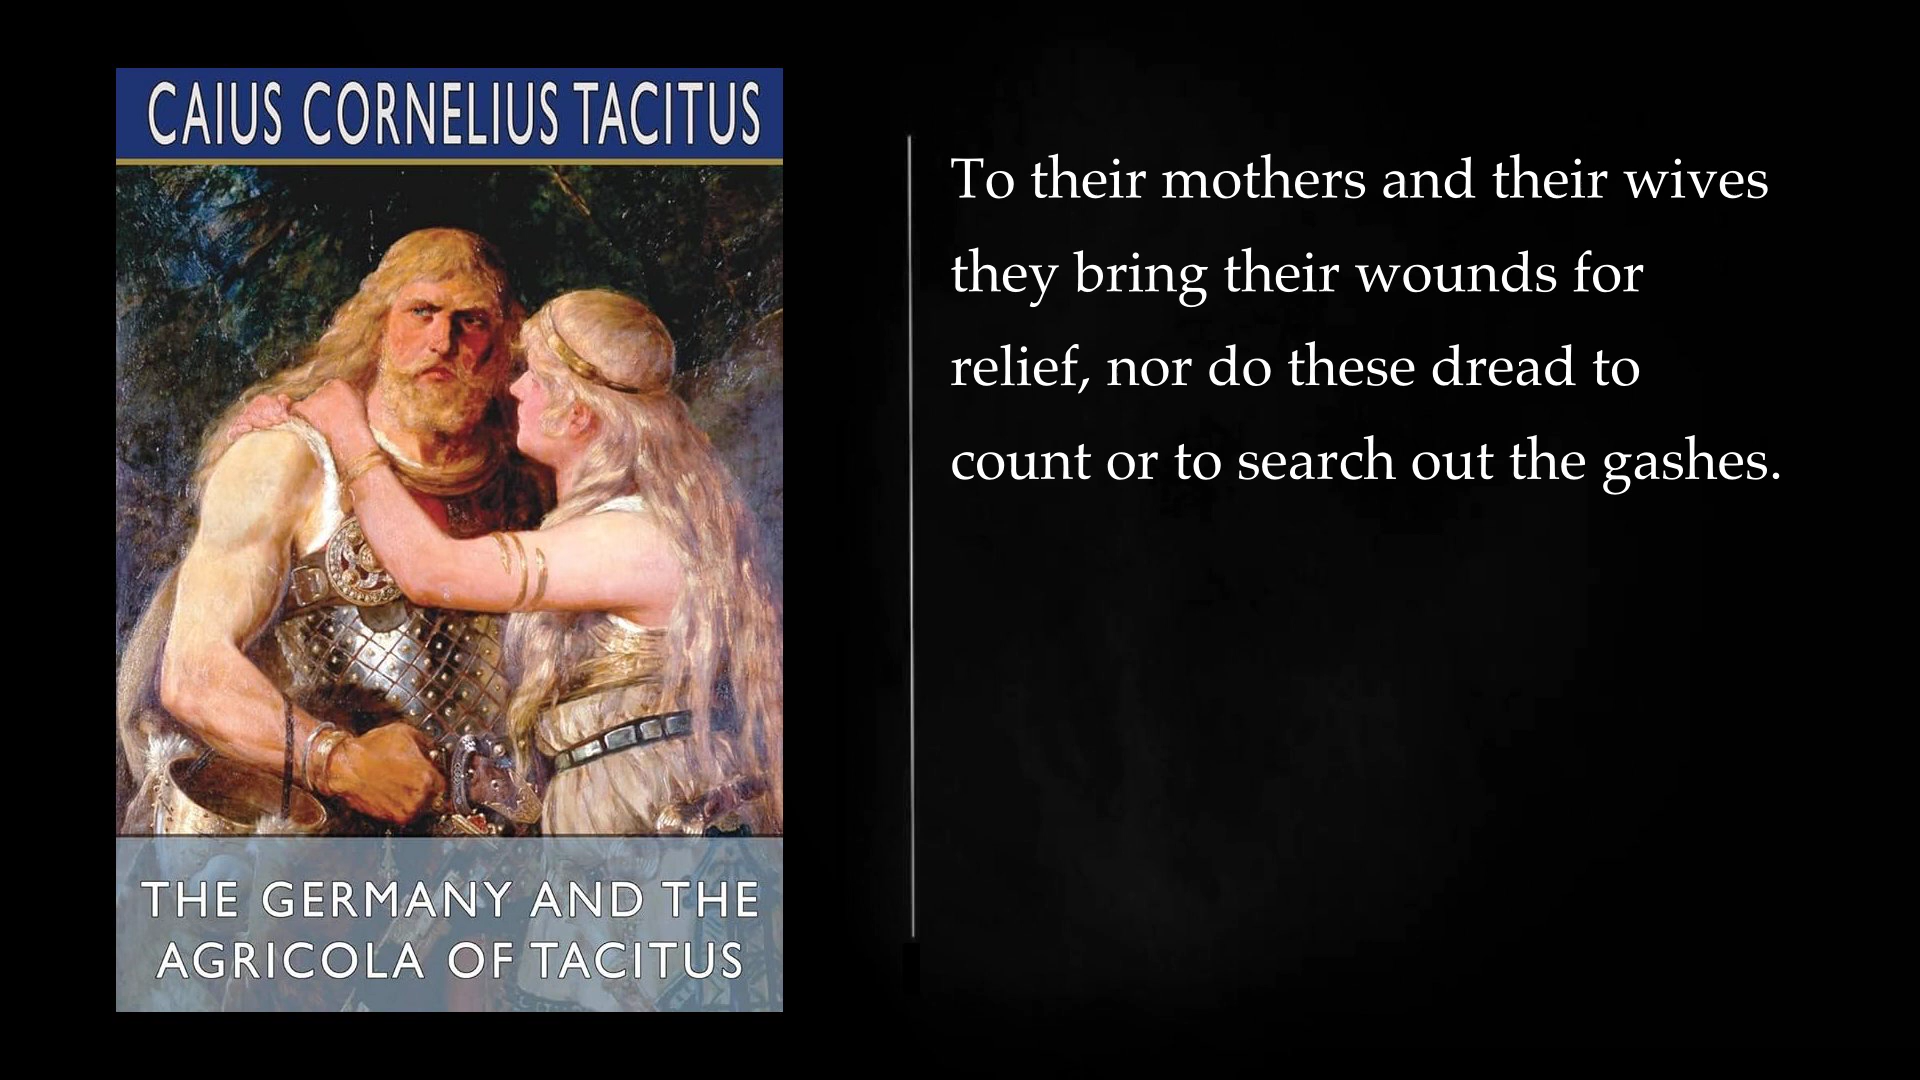 CAIUS CORNELIUS TACITUS
THE GERMANY AND THE
AGRICOLA OF TACITUS
To their mothers and their wives
they bring their wounds for
relief, nor do these dread to
count or to search out the gashes.